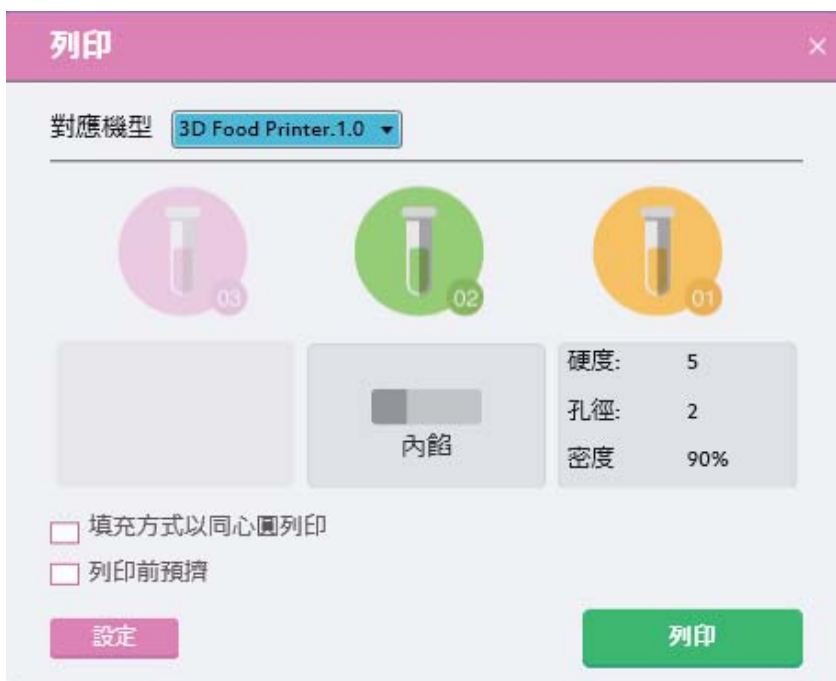 列印
×
對應機型 3D Food Printer.1.0
03 02 01
硬度: 5
孔徑: 2
內餡
密度 90%
填充方式以同心圓列印
列印前預擠
設定 列印